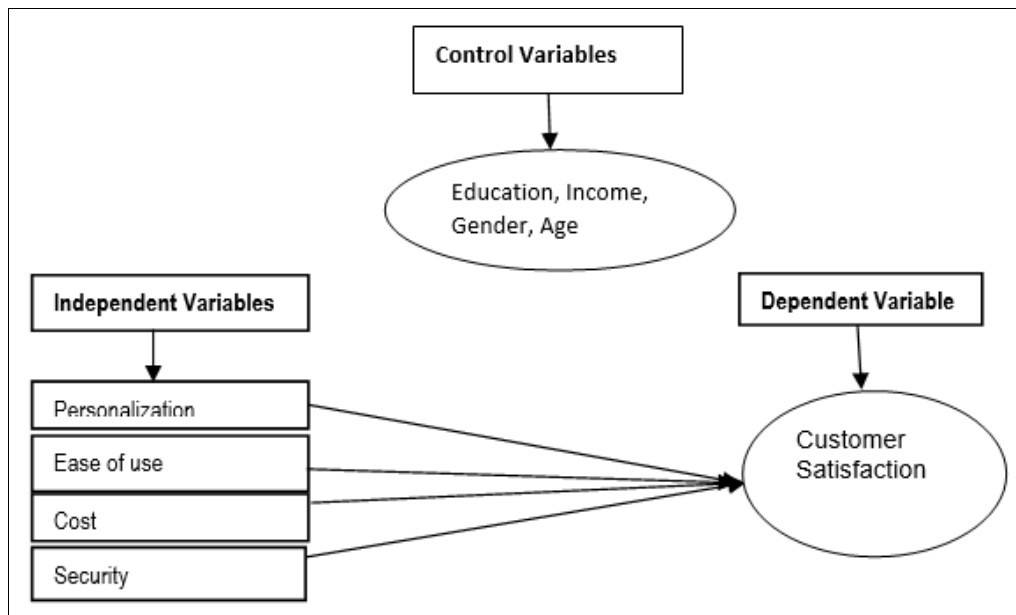 Control Variables
Education, Income,
Gender, Age
Independent Variables
Dependent Variable
Personalization
Ease of use
Cost
Security
Customer
Satisfaction